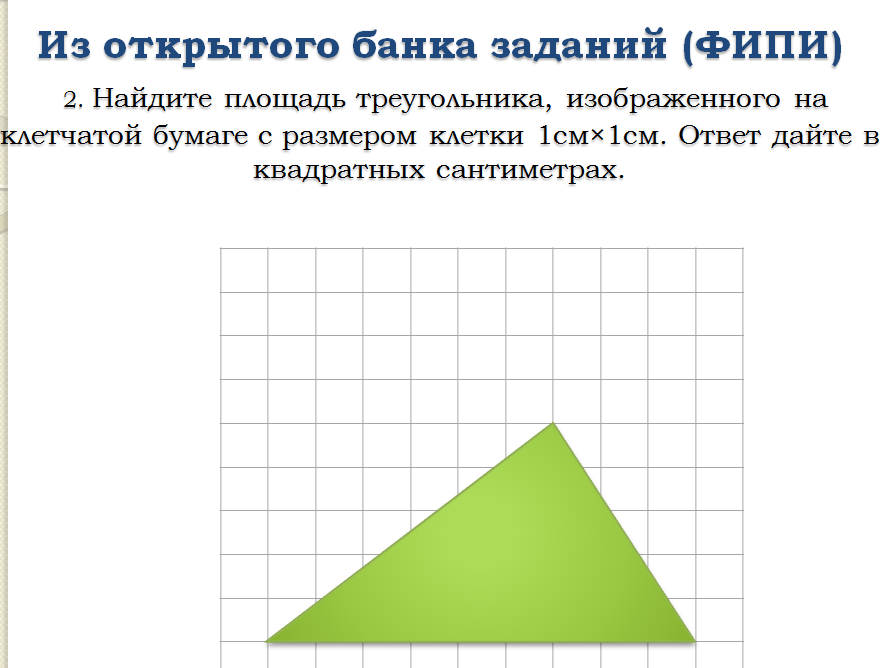 Из открытого банка заданий (ФИПИ)
2. Найдите площадь треугольника, изображенного на
клетчатой бумаге с размером клетки 1см×1см. Ответ дайте в
квадратных сантиметрах.